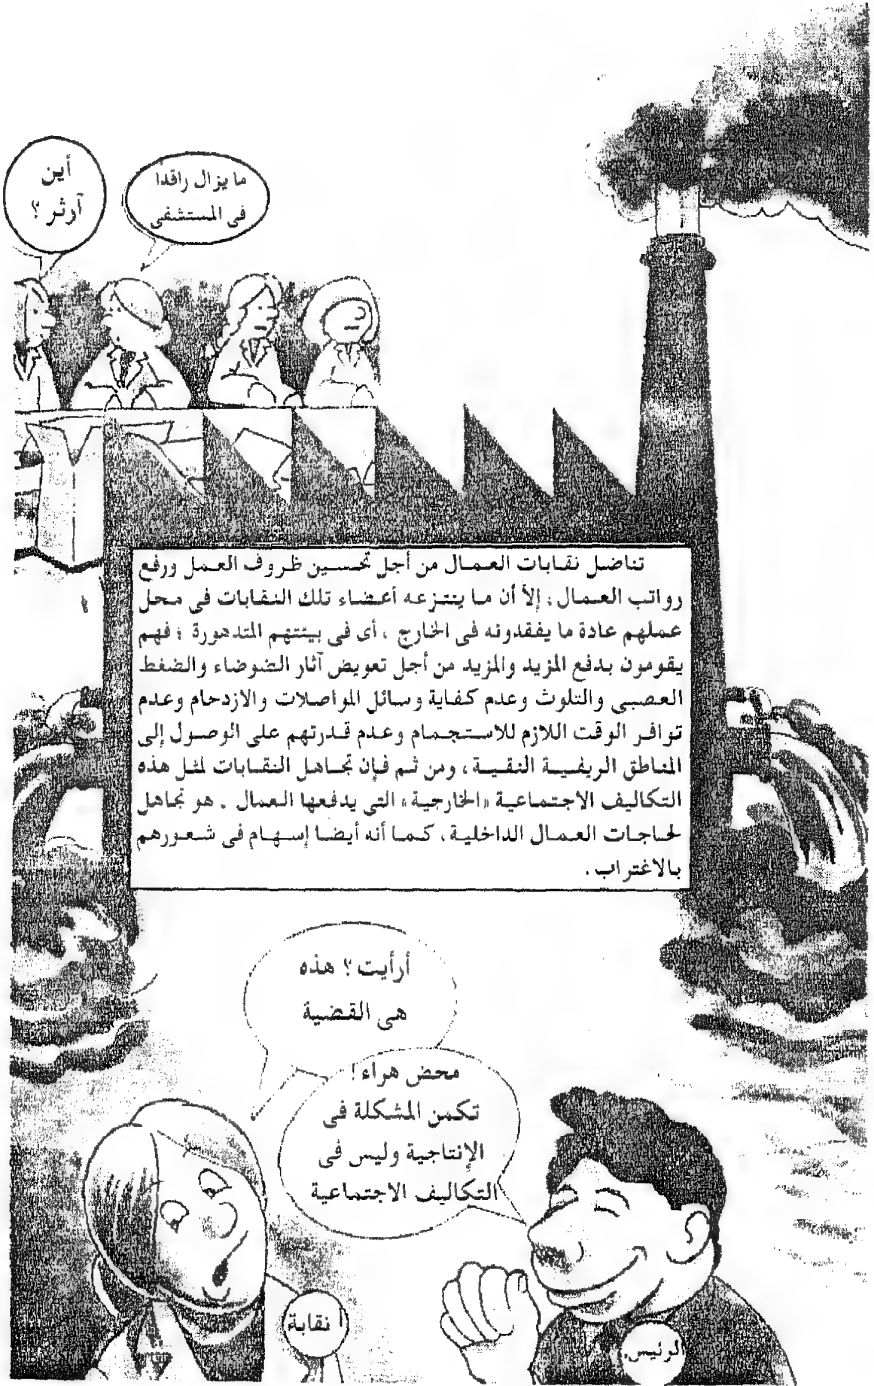 أين
آرثر ؟
ما يزال راقدا
فى المستشفى
تناضل نقابات العمال من أجل تحسين ظروف العمل ورفع
رواتب العمال ، إلاّ أن ما ينتزعه أعضاء تلك النقابات فى محل
عملهم عادة ما يفقدونه فى الخارج ، أى فى بيئتهم المتدهورة ؛ فهم
يقومون بدفع المزيد والمزيد من أجل تعويض آثار الضوضاء والضغط
العصبى والتلوث وعدم كفاية وسائل المواصلات والازدحام وعدم
توافر الوقت اللازم للاستجمام وعدم قدرتهم على الوصول إلى
المناطق الريفية النقية ، ومن ثم فإن تجاهل النقابات لمثل هذه
التكاليف الاجتماعية «الخارجية» التى يدفعها العمال . هو تجاهل
لحاجات العمال الداخلية ، كما أنه أيضا إسهام فى شعورهم
بالاغتراب .
أرأيت ؟ هذه
هى القضية
محض هراء !
تكمن المشكلة فى
الإنتاجية وليس فى
التكاليف الاجتماعية
نقابة
الرئيس